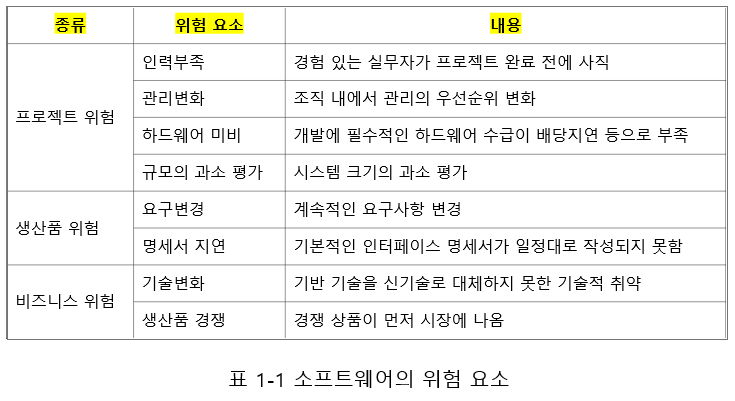 종류 위험 요소 내용
프로젝트 위험
인력부족 경험 있는 실무자가 프로젝트 완료 전에 사직
관리변화 조직 내에서 관리의 우선순위 변화
하드웨어 미비 개발에 필수적인 하드웨어 수급이 배당지연 등으로 부족
규모의 과소 평가 시스템 크기의 과소 평가
생산품 위험
요구변경 계속적인 요구사항 변경
명세서 지연 기본적인 인터페이스 명세서가 일정대로 작성되지 못함
비즈니스 위험
기술변화 기반 기술을 신기술로 대체하지 못한 기술적 취약
생산품 경쟁 경쟁 상품이 먼저 시장에 나옴
표 1-1 소프트웨어의 위험 요소